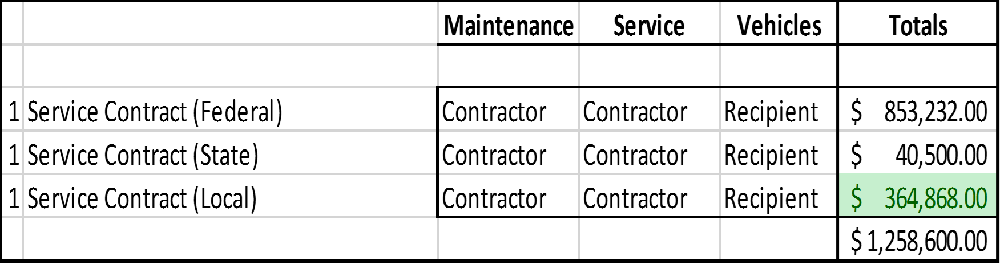 Maintenance Service Vehicles Totals
1 Service Contract (Federal) Contractor Contractor Recipient $ 853,232.00
1 Service Contract (State) Contractor Contractor Recipient $ 40,500.00
1 Service Contract (Local) Contractor Contractor Recipient $ 364,868.00
$ 1,258,600.00